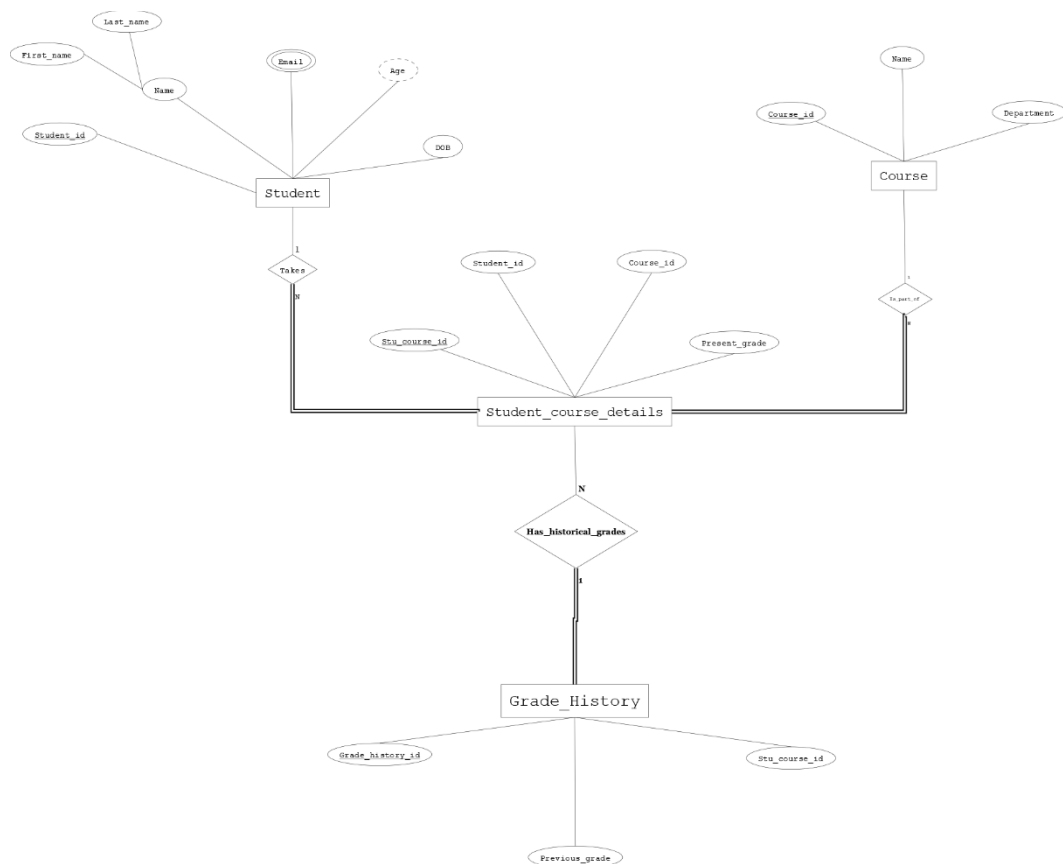 Last_name
First_name
Email
Age
Name
Name
Student_id
Course_id
Department
DOB
Student
Course
1
Takes
N
Student_id
Course_id
Is_part_of
Stu_course_id
Present_grade
Student_course_details
N
Has_historical_grades
1
Grade_History
Grade_history_id
Stu_course_id
Previous_grade